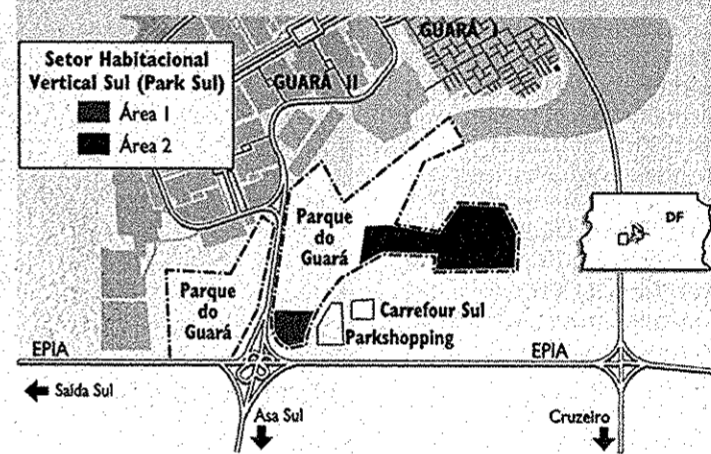 GUARÁ I
Setor Habitacional
Vertical Sul (Park Sul)
Área 1
Área 2
GUARÁ II
Parque
do
Guará
DF
Parque
do
Guará
Carrefour Sul
Parkshopping
EPIA
EPIA
Saída Sul
Asa Sul
Cruzeiro